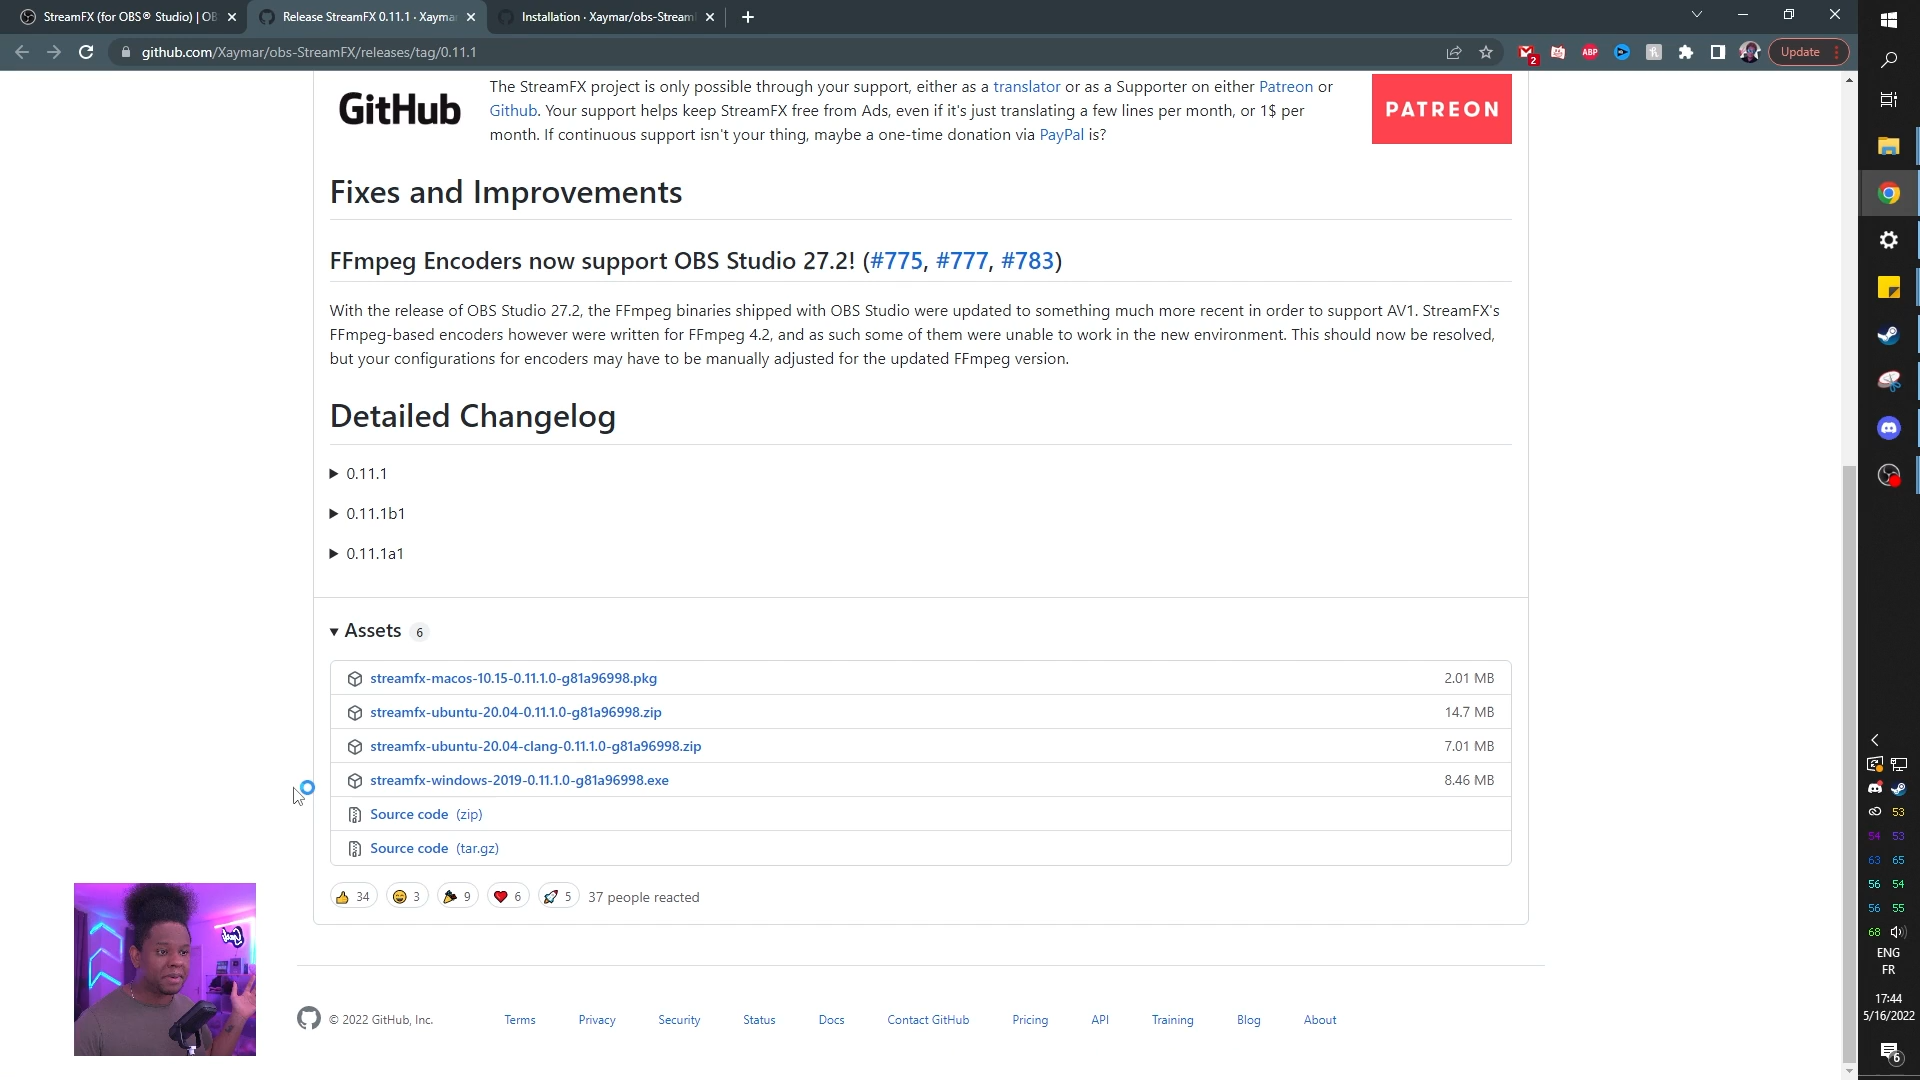 StreamFX (for OBS® Studio) | OB
Release StreamFX 0.11.1 · Xayma
Installation · Xaymar/obs-Stream
github.com/Xaymar/obs-StreamFX/releases/tag/0.11.1
2
ABP
Update
GitHub
The StreamFX project is only possible through your support, either as a translator or as a Supporter on either Patreon or
Github. Your support helps keep StreamFX free from Ads, even if it's just translating a few lines per month, or 1$ per
month. If continuous support isn't your thing, maybe a one-time donation via PayPal is?
PATREON
Fixes and Improvements
FFmpeg Encoders now support OBS Studio 27.2! (#775, #777, #783)
With the release of OBS Studio 27.2, the FFmpeg binaries shipped with OBS Studio were updated to something much more recent in order to support AV1. StreamFX's
FFmpeg-based encoders however were written for FFmpeg 4.2, and as such some of them were unable to work in the new environment. This should now be resolved,
but your configurations for encoders may have to be manually adjusted for the updated FFmpeg version.
Detailed Changelog
0.11.1
0.11.1b1
0.11.1a1
Assets 6
streamfx-macos-10.15-0.11.1.0-g81a96998.pkg 2.01 MB
streamfx-ubuntu-20.04-0.11.1.0-g81a96998.zip 14.7 MB
streamfx-ubuntu-20.04-clang-0.11.1.0-g81a96998.zip 7.01 MB
streamfx-windows-2019-0.11.1.0-g81a96998.exe 8.46 MB
Source code (zip)
Source code (tar.gz)
34 3 9 6 5 37 people reacted
© 2022 GitHub, Inc. Terms Privacy Security Status Docs Contact GitHub Pricing API Training Blog About
53
54 53
63 65
56 54
56 55
68
ENG
FR
17:44
5/16/2022
6